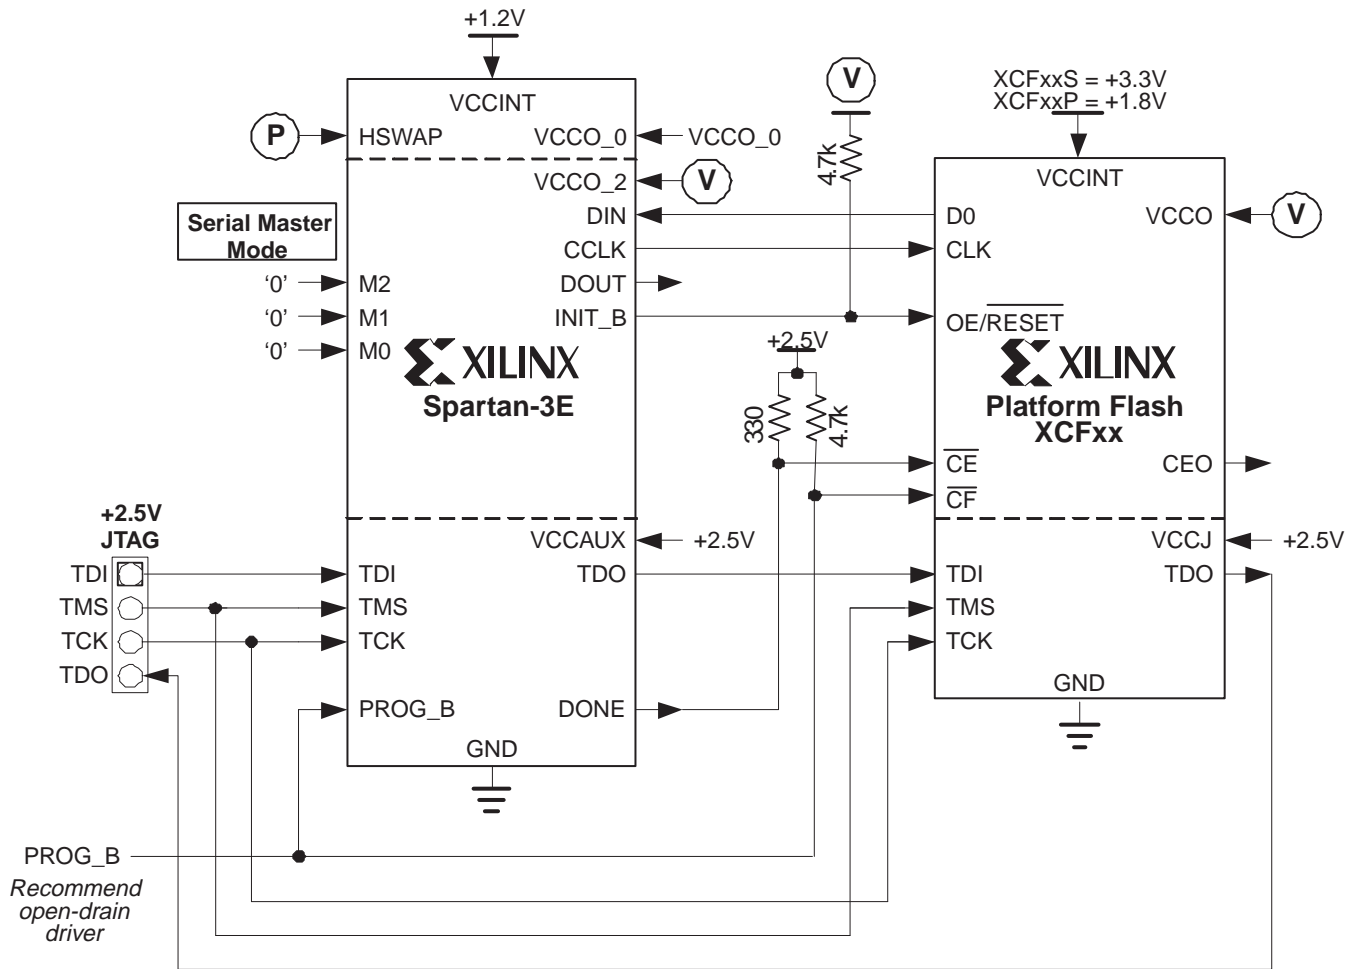 +1.2V
VCCINT
P
HSWAP
VCCO_0
VCCO_0
VCCO_2
V
DIN
CCLK
DOUT
INIT_B
Serial Master
Mode
‘0’
M2
‘0’
M1
‘0’
M0
XILINX
Spartan-3E
V
4.7k
XCFxxS = +3.3V
XCFxxP = +1.8V
VCCINT
D0
VCCO
V
CLK
OE/RESET
XILINX
Platform Flash
XCFxx
+2.5V
330
4.7k
CE
CEO
CF
+2.5V
JTAG
TDI
TMS
TCK
TDO
VCCAUX
+2.5V
TDI
TDO
TMS
TCK
PROG_B
DONE
GND
VCCJ
+2.5V
TDI
TDO
TMS
TCK
GND
PROG_B
Recommend
open-drain
driver